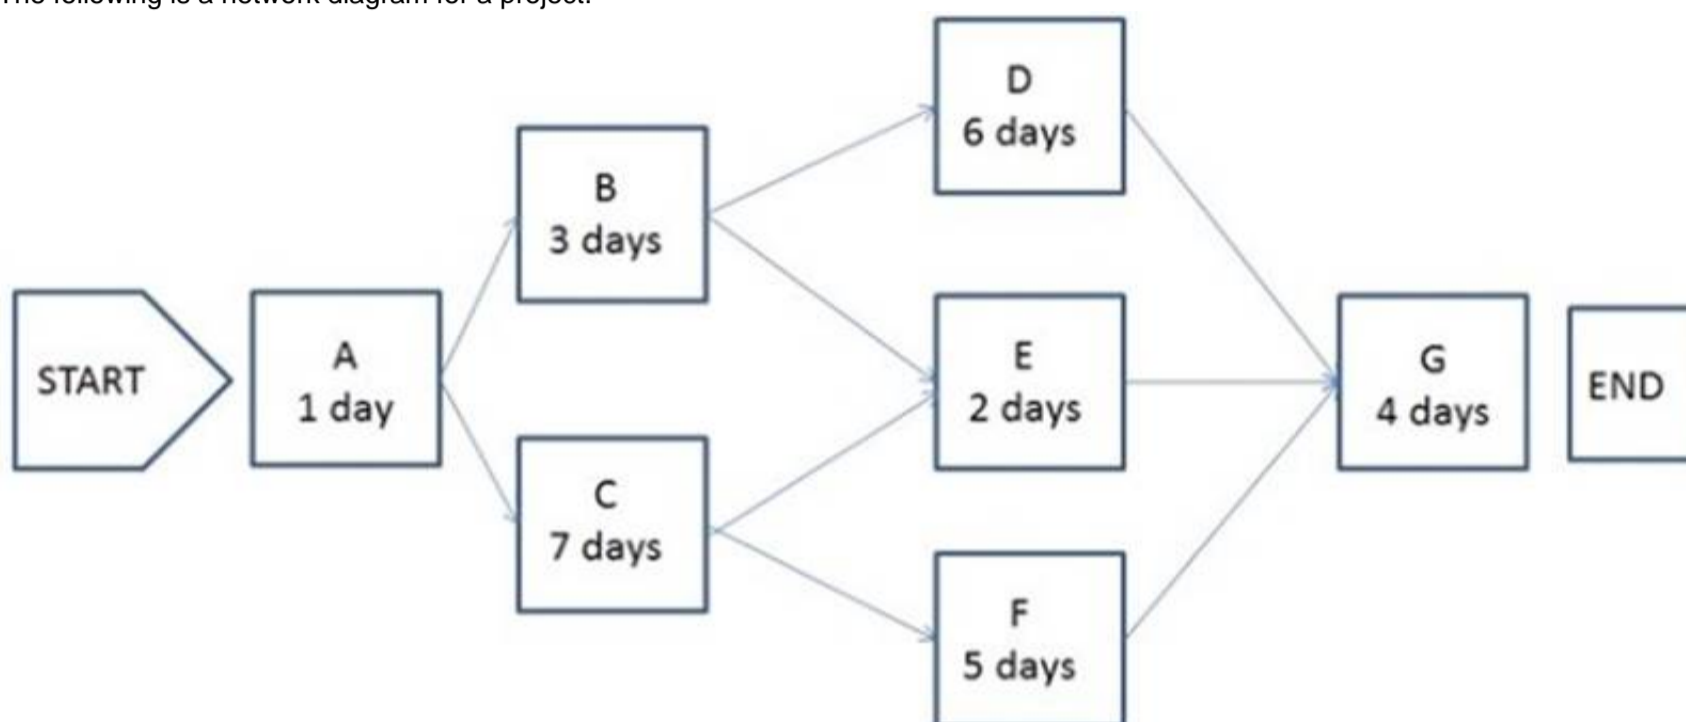 The following is a network diagram for a project.
D
6 days
B
3 days
START
A
1 day
E
2 days
G
4 days
END
C
7 days
F
5 days